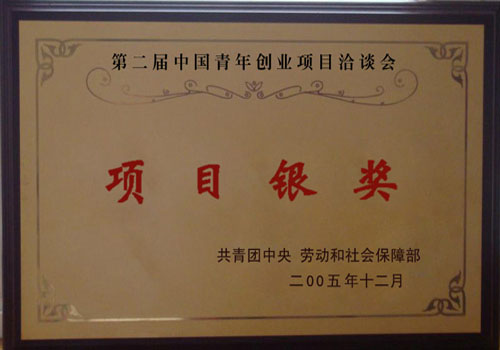 第二届中国青年创业项目洽谈会
项目银奖
共青团中央 劳动和社会保障部
二00五年十二月